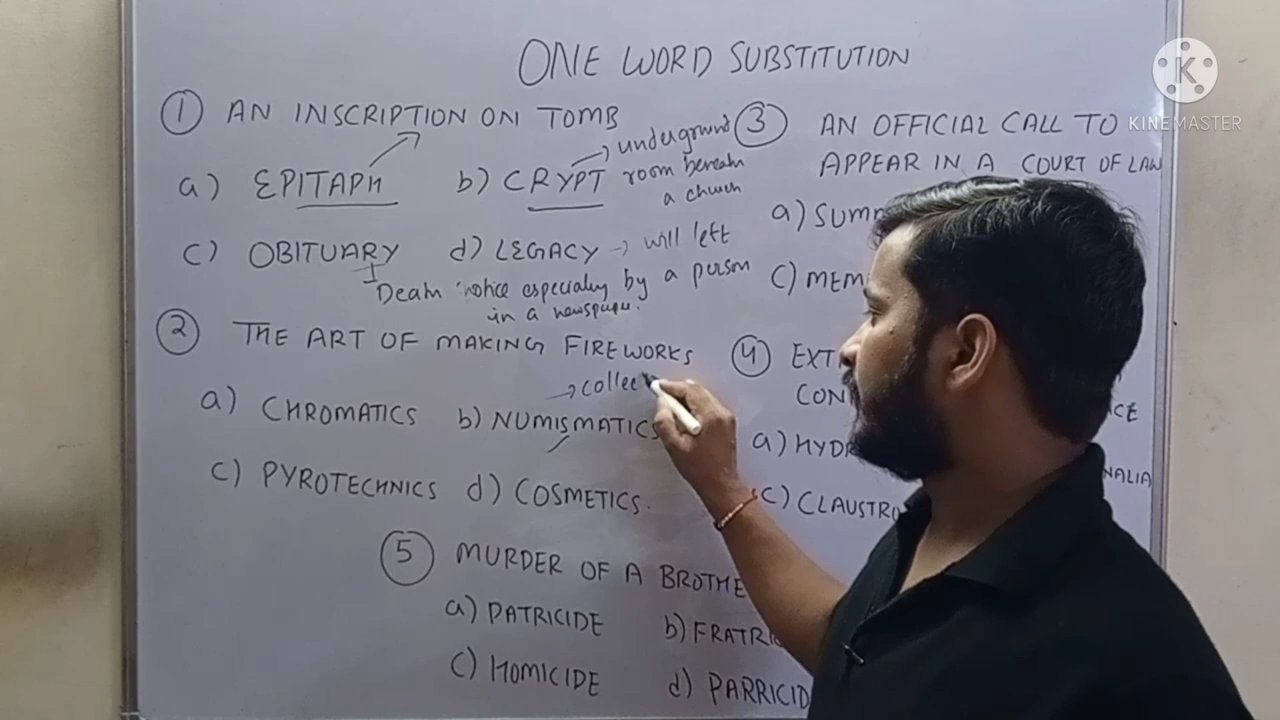 ONE WORD SUBSTITUTION
① AN INSCRIPTION ON TOMB
a) EPITAPH b) CRYPT → underground
room beneath
a church
c) OBITUARY d) LEGACY → will left
by a person
Death notice especially
in a newspaper.
② THE ART OF MAKING FIREWORKS
→ collec
a) CHROMATICS b) NUMISMATICS
c) PYROTECHNICS d) COSMETICS.
③ AN OFFICIAL CALL TO
APPEAR IN A COURT OF LAW
a) SUM
c) MEM
④ EXT
CON ACE
a) HYDR
NALIA
c) CLAUSTRO
⑤ MURDER OF A BROTHE
a) PATRICIDE b) FRATRI
c) HOMICIDE d) PARRICID
K
KINEMASTER